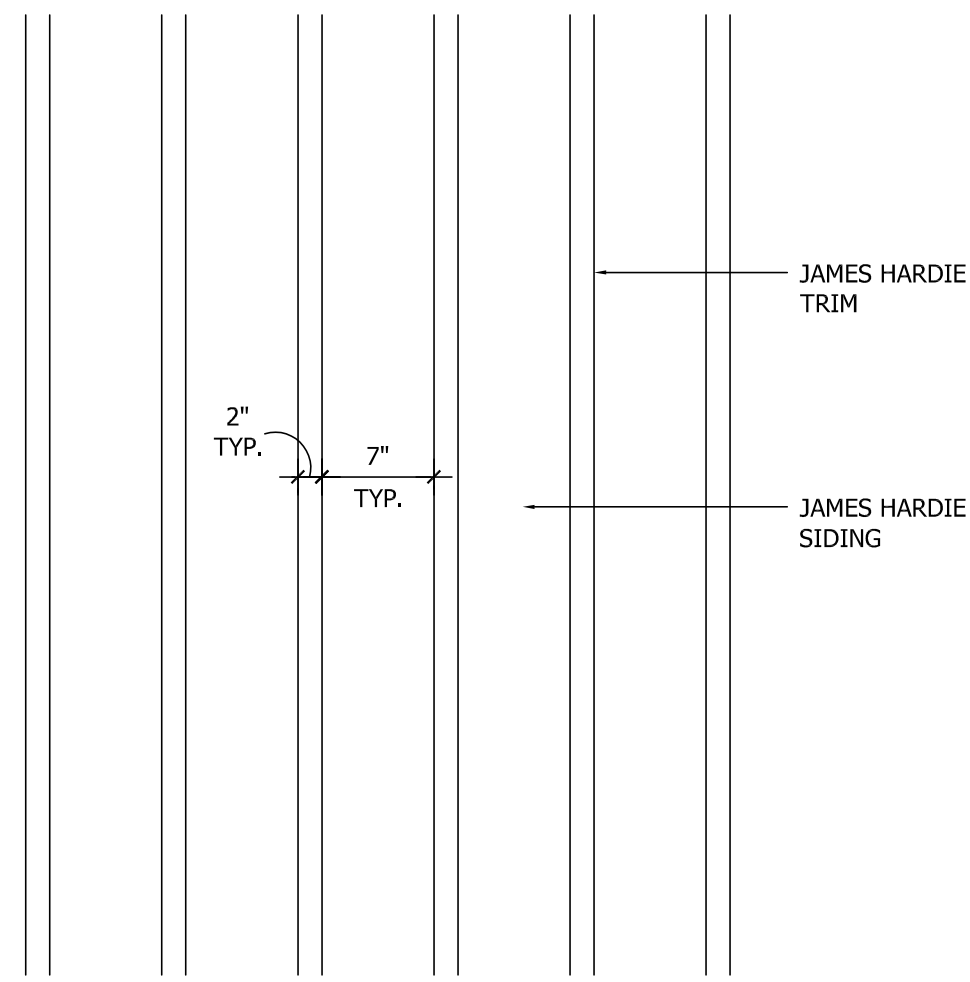 JAMES HARDIE
TRIM
2"
TYP.
7"
TYP.
JAMES HARDIE
SIDING